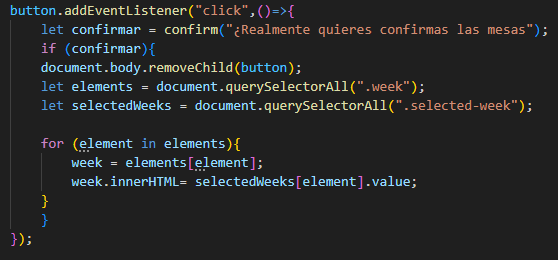 button.addEventListener("click",()=>{
let confirmar = confirm("¿Realmente quieres confirmas las mesas");
if (confirmar){
document.body.removeChild(button);
let elements = document.querySelectorAll(".week");
let selectedWeeks = document.querySelectorAll(".selected-week");
for (element in elements){
week = elements[element];
week.innerHTML= selectedWeeks[element].value;
}
}
});